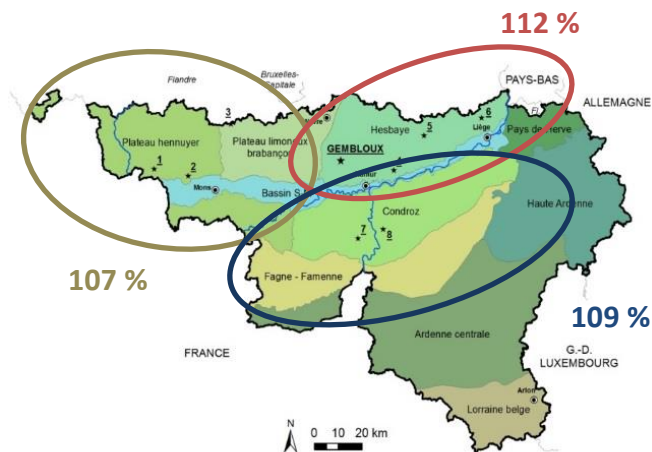 112 %
Flandre
Bruxelles-
Capitale
PAYS-BAS
ALLEMAGNE
3
6
5
Hesbaye
Liège
Pays de Herve
Plateau hennuyer
Plateau limoneux
brabançon
GEMBLOUX
1
2
4
Mons
Bassin
Condroz
Haute Ardenne
7
8
107 %
Fagne - Famenne
109 %
FRANCE
Ardenne centrale
G.-D.
LUXEMBOURG
Arlon
Lorraine belge
N
0 10 20 km